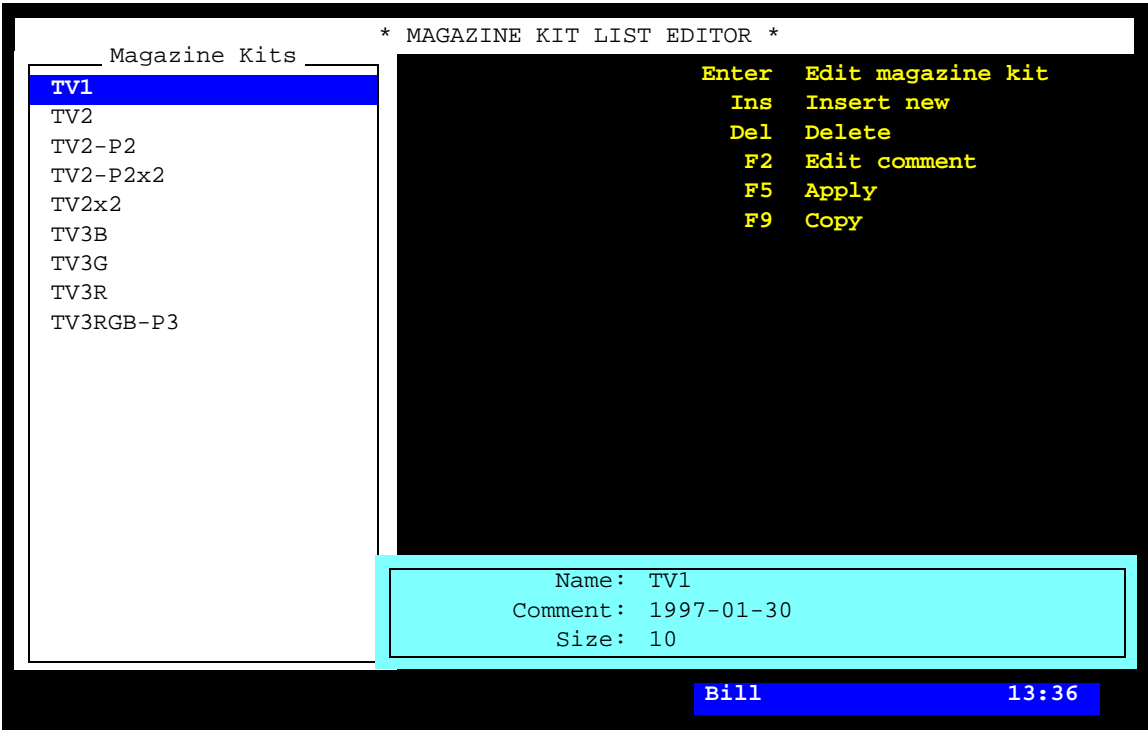 * MAGAZINE KIT LIST EDITOR *
Magazine Kits
TV1
TV2
TV2-P2
TV2-P2x2
TV2x2
TV3B
TV3G
TV3R
TV3RGB-P3
Enter Edit magazine kit
Ins Insert new
Del Delete
F2 Edit comment
F5 Apply
F9 Copy
Name: TV1
Comment: 1997-01-30
Size: 10
Bill 13:36